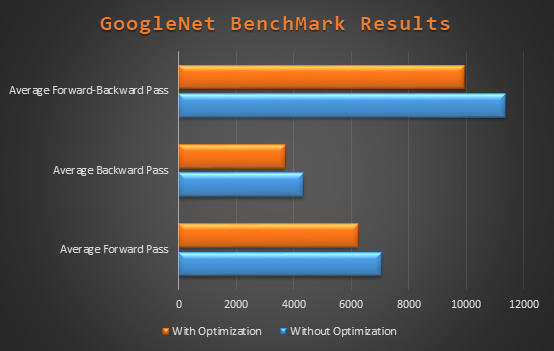 GoogleNet BenchMark Results
Average Forward-Backward Pass
Average Backward Pass
Average Forward Pass
0 2000 4000 6000 8000 10000 12000
With Optimization Without Optimization